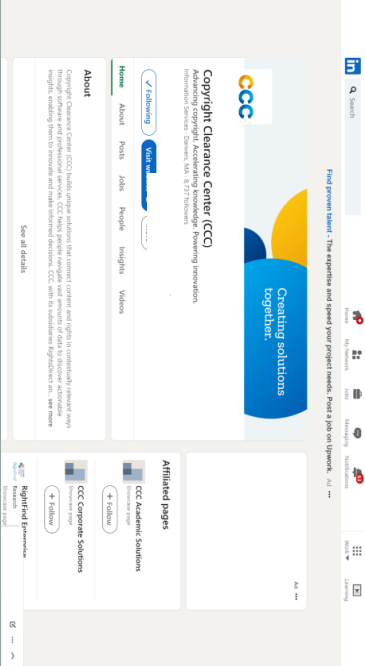 in
Search
Home
My Network
Jobs
Messaging
Notifications
Work
Learning
Find proven talent - The expertise and speed your project needs. Post a job on Upwork. Ad ...
CCC
Creating solutions
together.
Copyright Clearance Center (CCC)
Advancing copyright. Accelerating knowledge. Powering innovation.
Information Services · Danvers, MA · 8,737 followers
✓ Following
Home
About
Posts
Jobs
People
Insights
Videos
About
Copyright Clearance Center (CCC) builds unique solutions that connect content and rights in contextually relevant ways
through software and professional services. CCC helps people navigate vast amounts of data to discover actionable
insights, enabling them to innovate and make informed decisions. CCC, with its subsidiaries RightsDirect an... see more
See all details
Ad ...
Affiliated pages
CCC Academic Solutions
Showcase page
+ Follow
CCC Corporate Solutions
Showcase page
+ Follow
RightFind Enterprise
Research
Showcase page